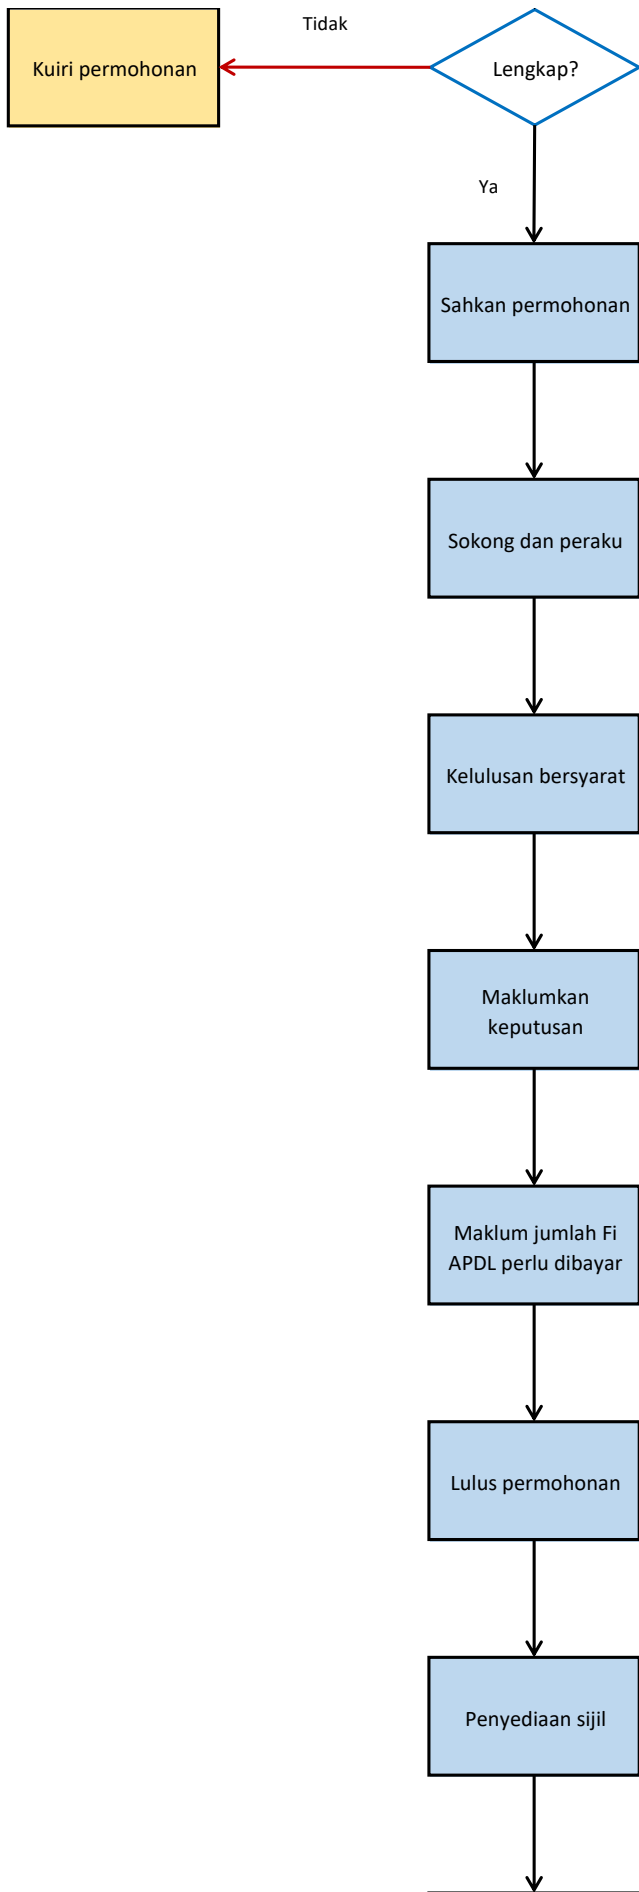 Tidak
Kuiri permohonan
Lengkap?
Ya
Sahkan permohonan
Sokong dan peraku
Kelulusan bersyarat
Maklumkan
keputusan
Maklum jumlah Fi
APDL perlu dibayar
Lulus permohonan
Penyediaan sijil